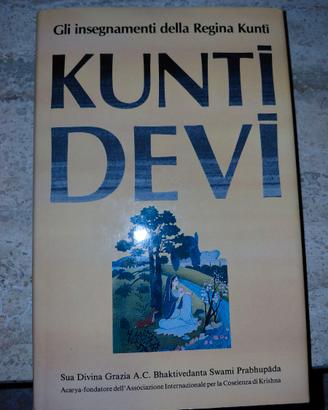 Gli insegnamenti della Regina Kuntī
KUNTĪ
DEVĪ
Sua Divina Grazia A.C. Bhaktivedanta Swami Prabhupāda
Acarya-fondatore dell'Associazione Internazionale per la Coscienza di Krishna